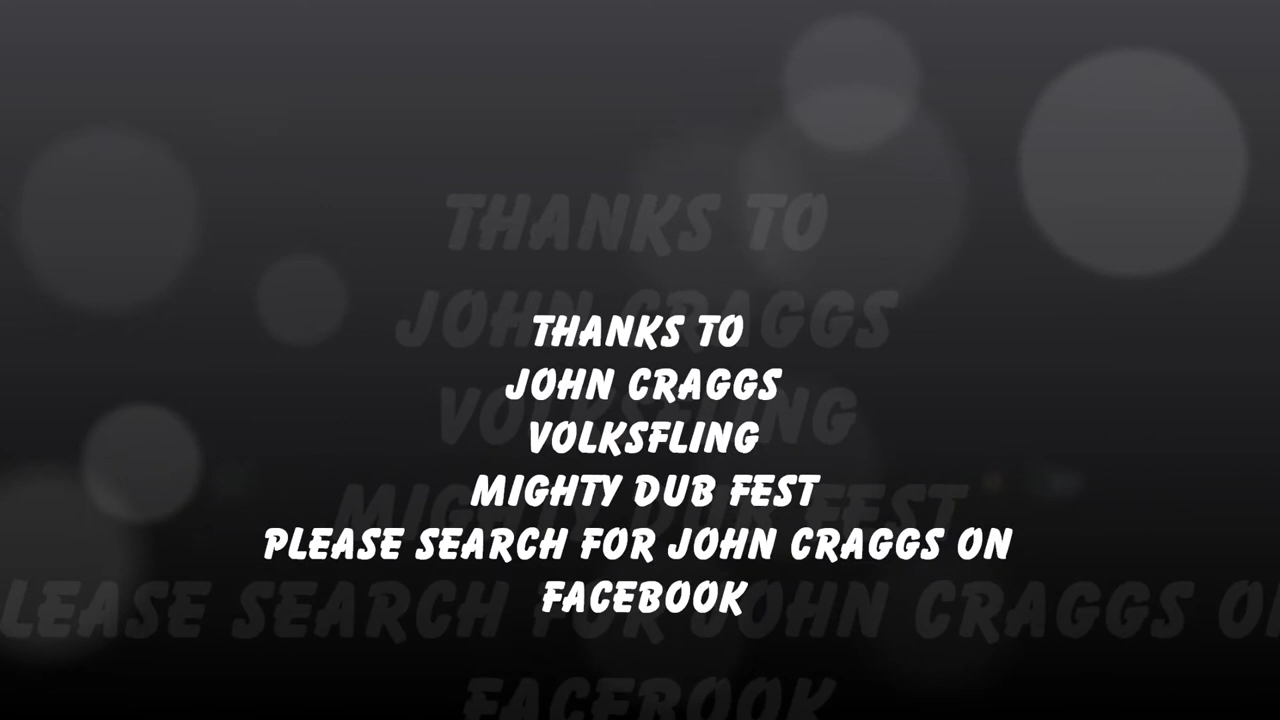 THANKS TO
JOHN CRAGGS
VOLKSFLING
MIGHTY DUB FEST
PLEASE SEARCH FOR JOHN CRAGGS ON
FACEBOOK